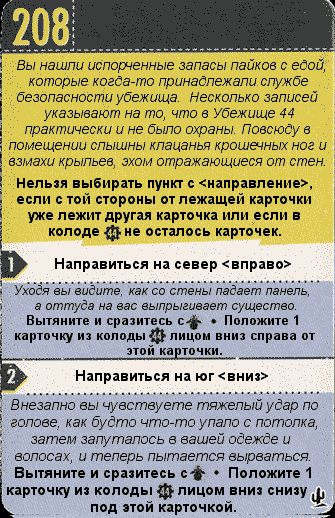 208
Вы нашли испорченные запасы пайков с едой,
которые когда-то принадлежали службе
безопасности убежища. Несколько записей
указывают на то, что в Убежище 44
практически и не было охраны. Повсюду в
помещении слышны клацанья крошечных ног и
взмахи крыльев, эхом отражающиеся от стен.
Нельзя выбирать пункт с <направление>,
если с той стороны от лежащей карточки
уже лежит другая карточка или если в
колоде 44 не осталось карточек.
1 Направиться на север <вправо>
Уходя вы видите, как со стены падает панель,
а оттуда на вас выпрыгивает существо.
Вытяните и сразитесь с • Положите 1
карточку из колоды 44 лицом вниз справа от
этой карточки.
2 Направиться на юг <вниз>
Внезапно вы чувствуете тяжелый удар по
голове, как будто что-то упало с потолка,
затем запуталось в вашей одежде и
волосах, и теперь пытается вырваться.
Вытяните и сразитесь с • Положите 1
карточку из колоды 44 лицом вниз снизу
под этой карточкой.